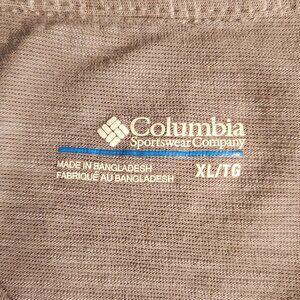 Columbia
Sportswear Company
MADE IN BANGLADESH
FABRIQUÉ AU BANGLADESH
XL/TG